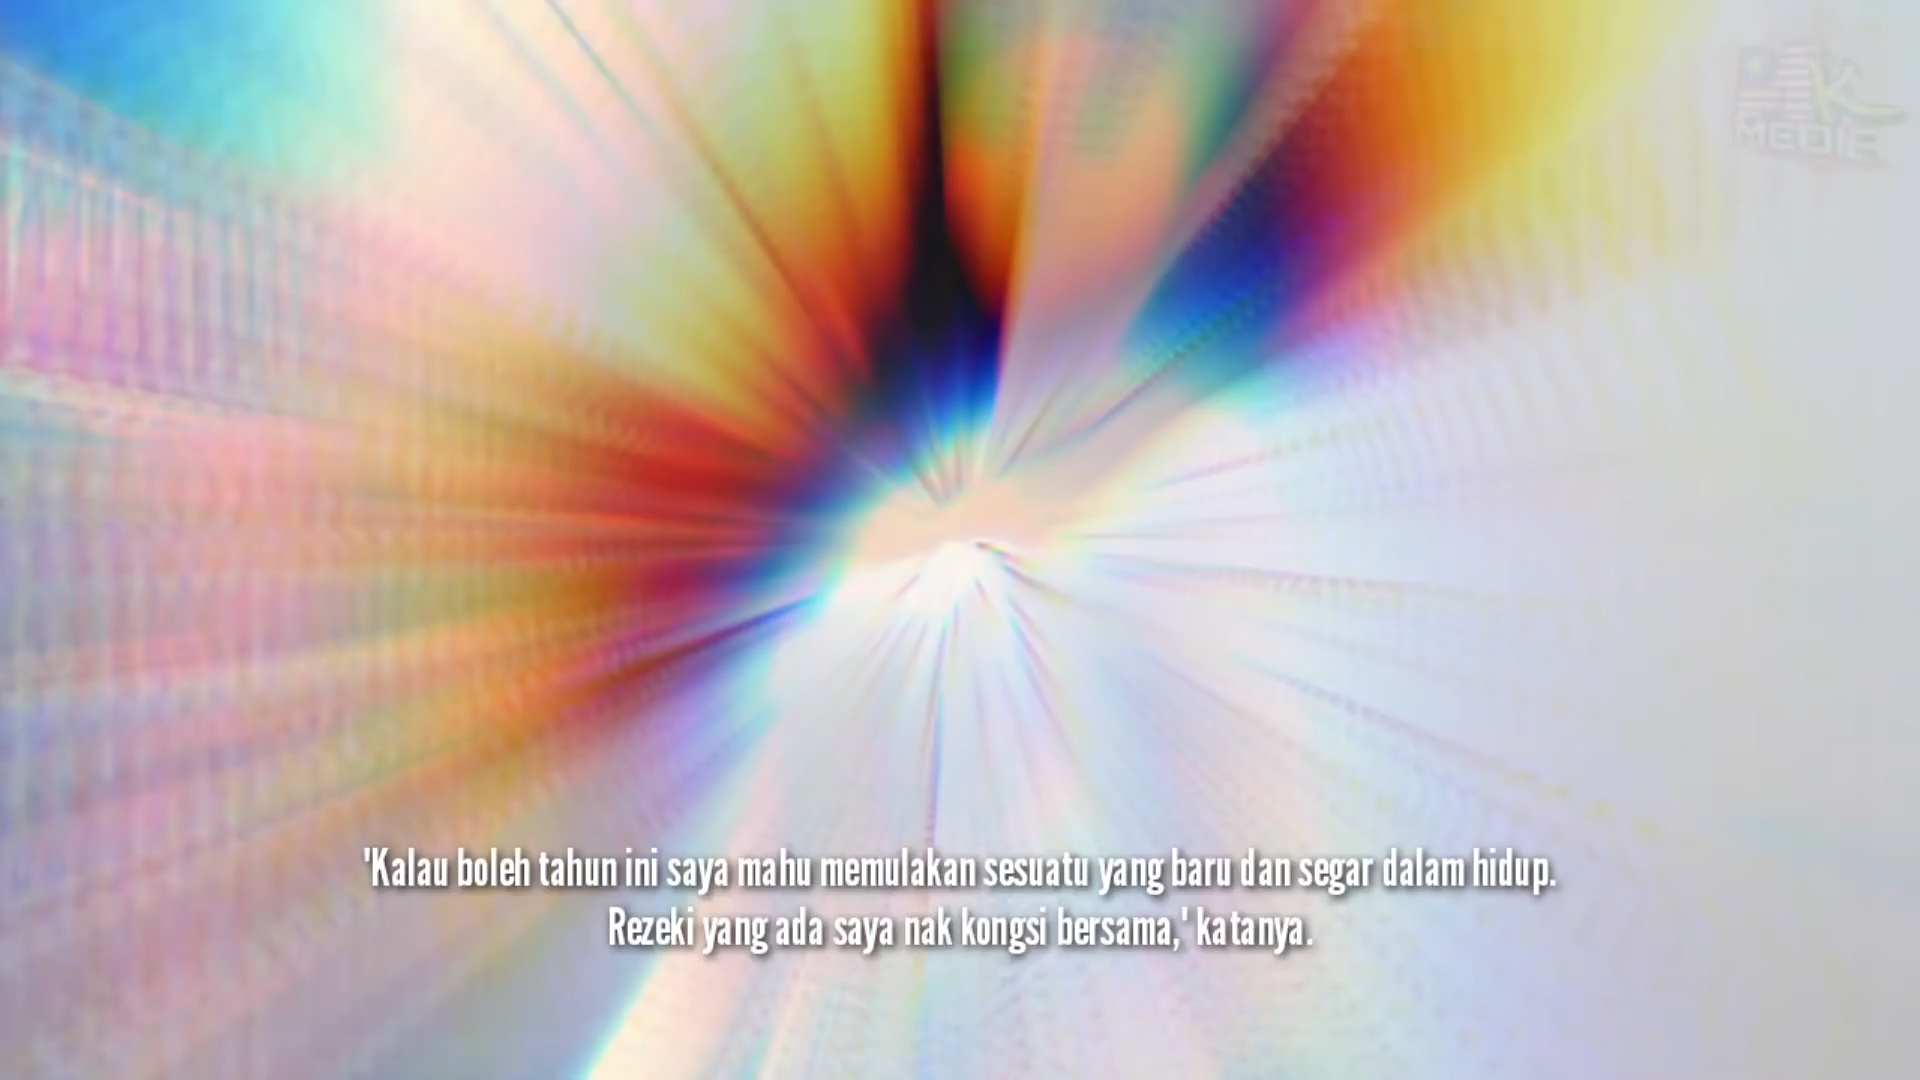 K
MEDIA
'Kalau boleh tahun ini saya mahu memulakan sesuatu yang baru dan segar dalam hidup.
Rezeki yang ada saya nak kongsi bersama,' katanya.